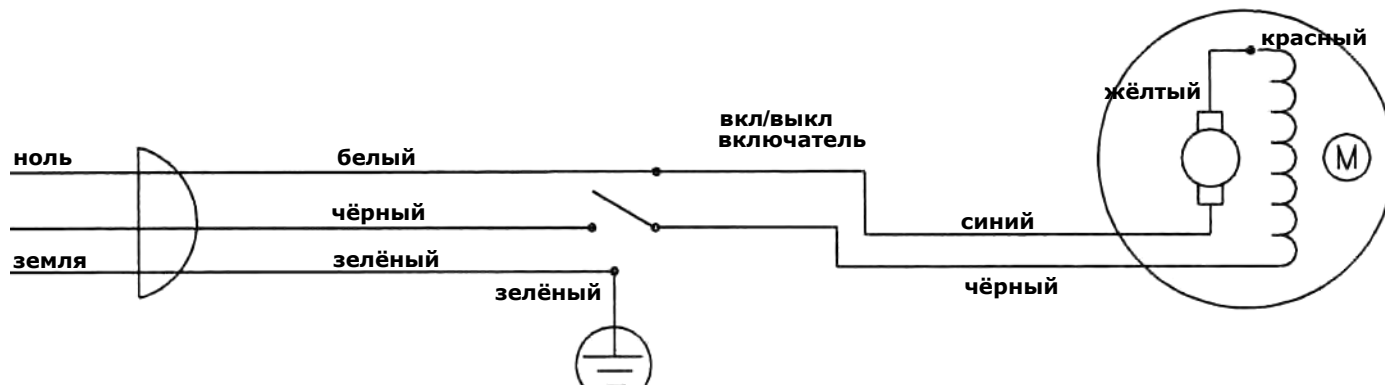 красный
жёлтый
вкл/выкл
включатель
ноль
белый
чёрный
синий
земля
зелёный
зелёный
чёрный
M